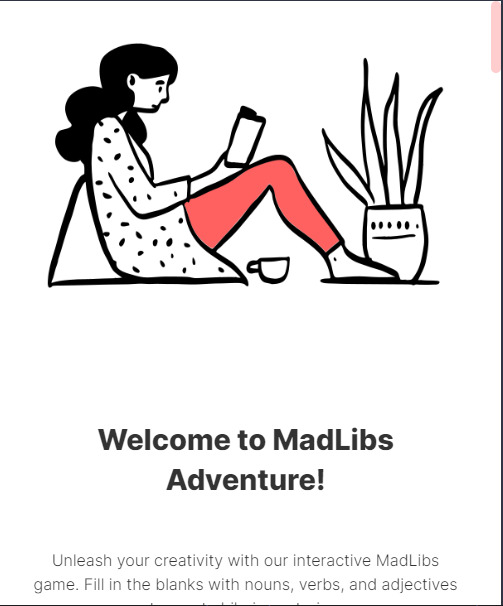 Welcome to MadLibs
Adventure!
Unleash your creativity with our interactive MadLibs
game. Fill in the blanks with nouns, verbs, and adjectives